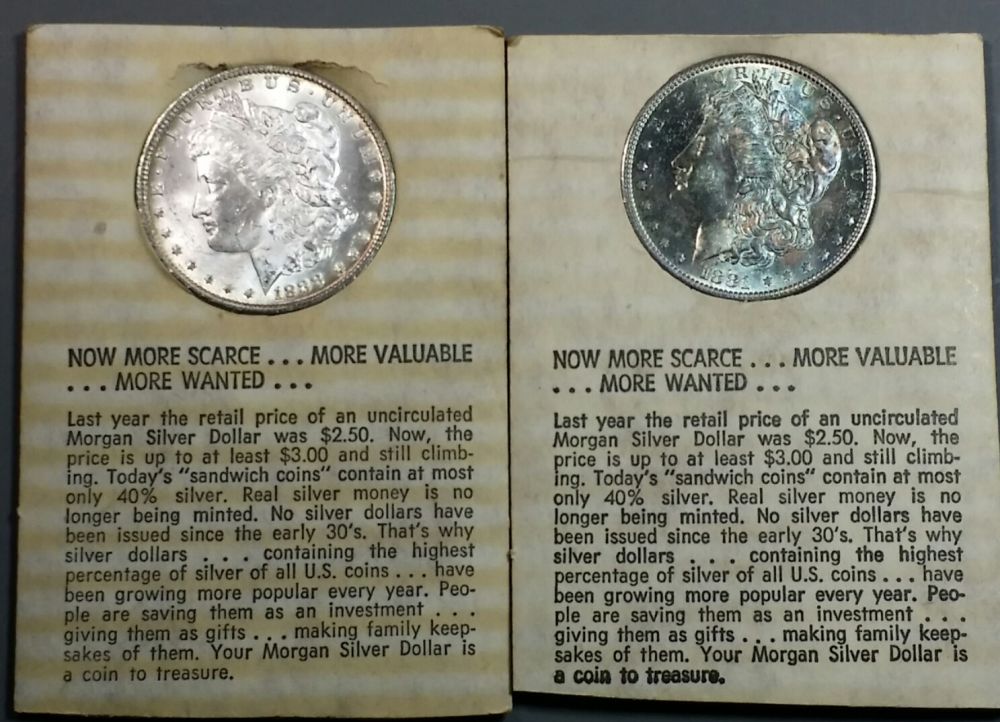 E·PLURIBUS·UNUM
1888
NOW MORE SCARCE . . . MORE VALUABLE
. . . MORE WANTED . . .
Last year the retail price of an uncirculated
Morgan Silver Dollar was $2.50. Now, the
price is up to at least $3.00 and still climb-
ing. Today's "sandwich coins" contain at most
only 40% silver. Real silver money is no
longer being minted. No silver dollars have
been issued since the early 30's. That's why
silver dollars . . . containing the highest
percentage of silver of all U.S. coins . . . have
been growing more popular every year. Peo-
ple are saving them as an investment . . .
giving them as gifts . . . making family keep-
sakes of them. Your Morgan Silver Dollar is
a coin to treasure.
1881
NOW MORE SCARCE . . . MORE VALUABLE
. . . MORE WANTED . . .
Last year the retail price of an uncirculated
Morgan Silver Dollar was $2.50. Now, the
price is up to at least $3.00 and still climb-
ing. Today's "sandwich coins" contain at most
only 40% silver. Real silver money is no
longer being minted. No silver dollars have
been issued since the early 30's. That's why
silver dollars . . . containing the highest
percentage of silver of all U.S. coins . . . have
been growing more popular every year. Peo-
ple are saving them as an investment . . .
giving them as gifts . . . making family keep-
sakes of them. Your Morgan Silver Dollar is
a coin to treasure.